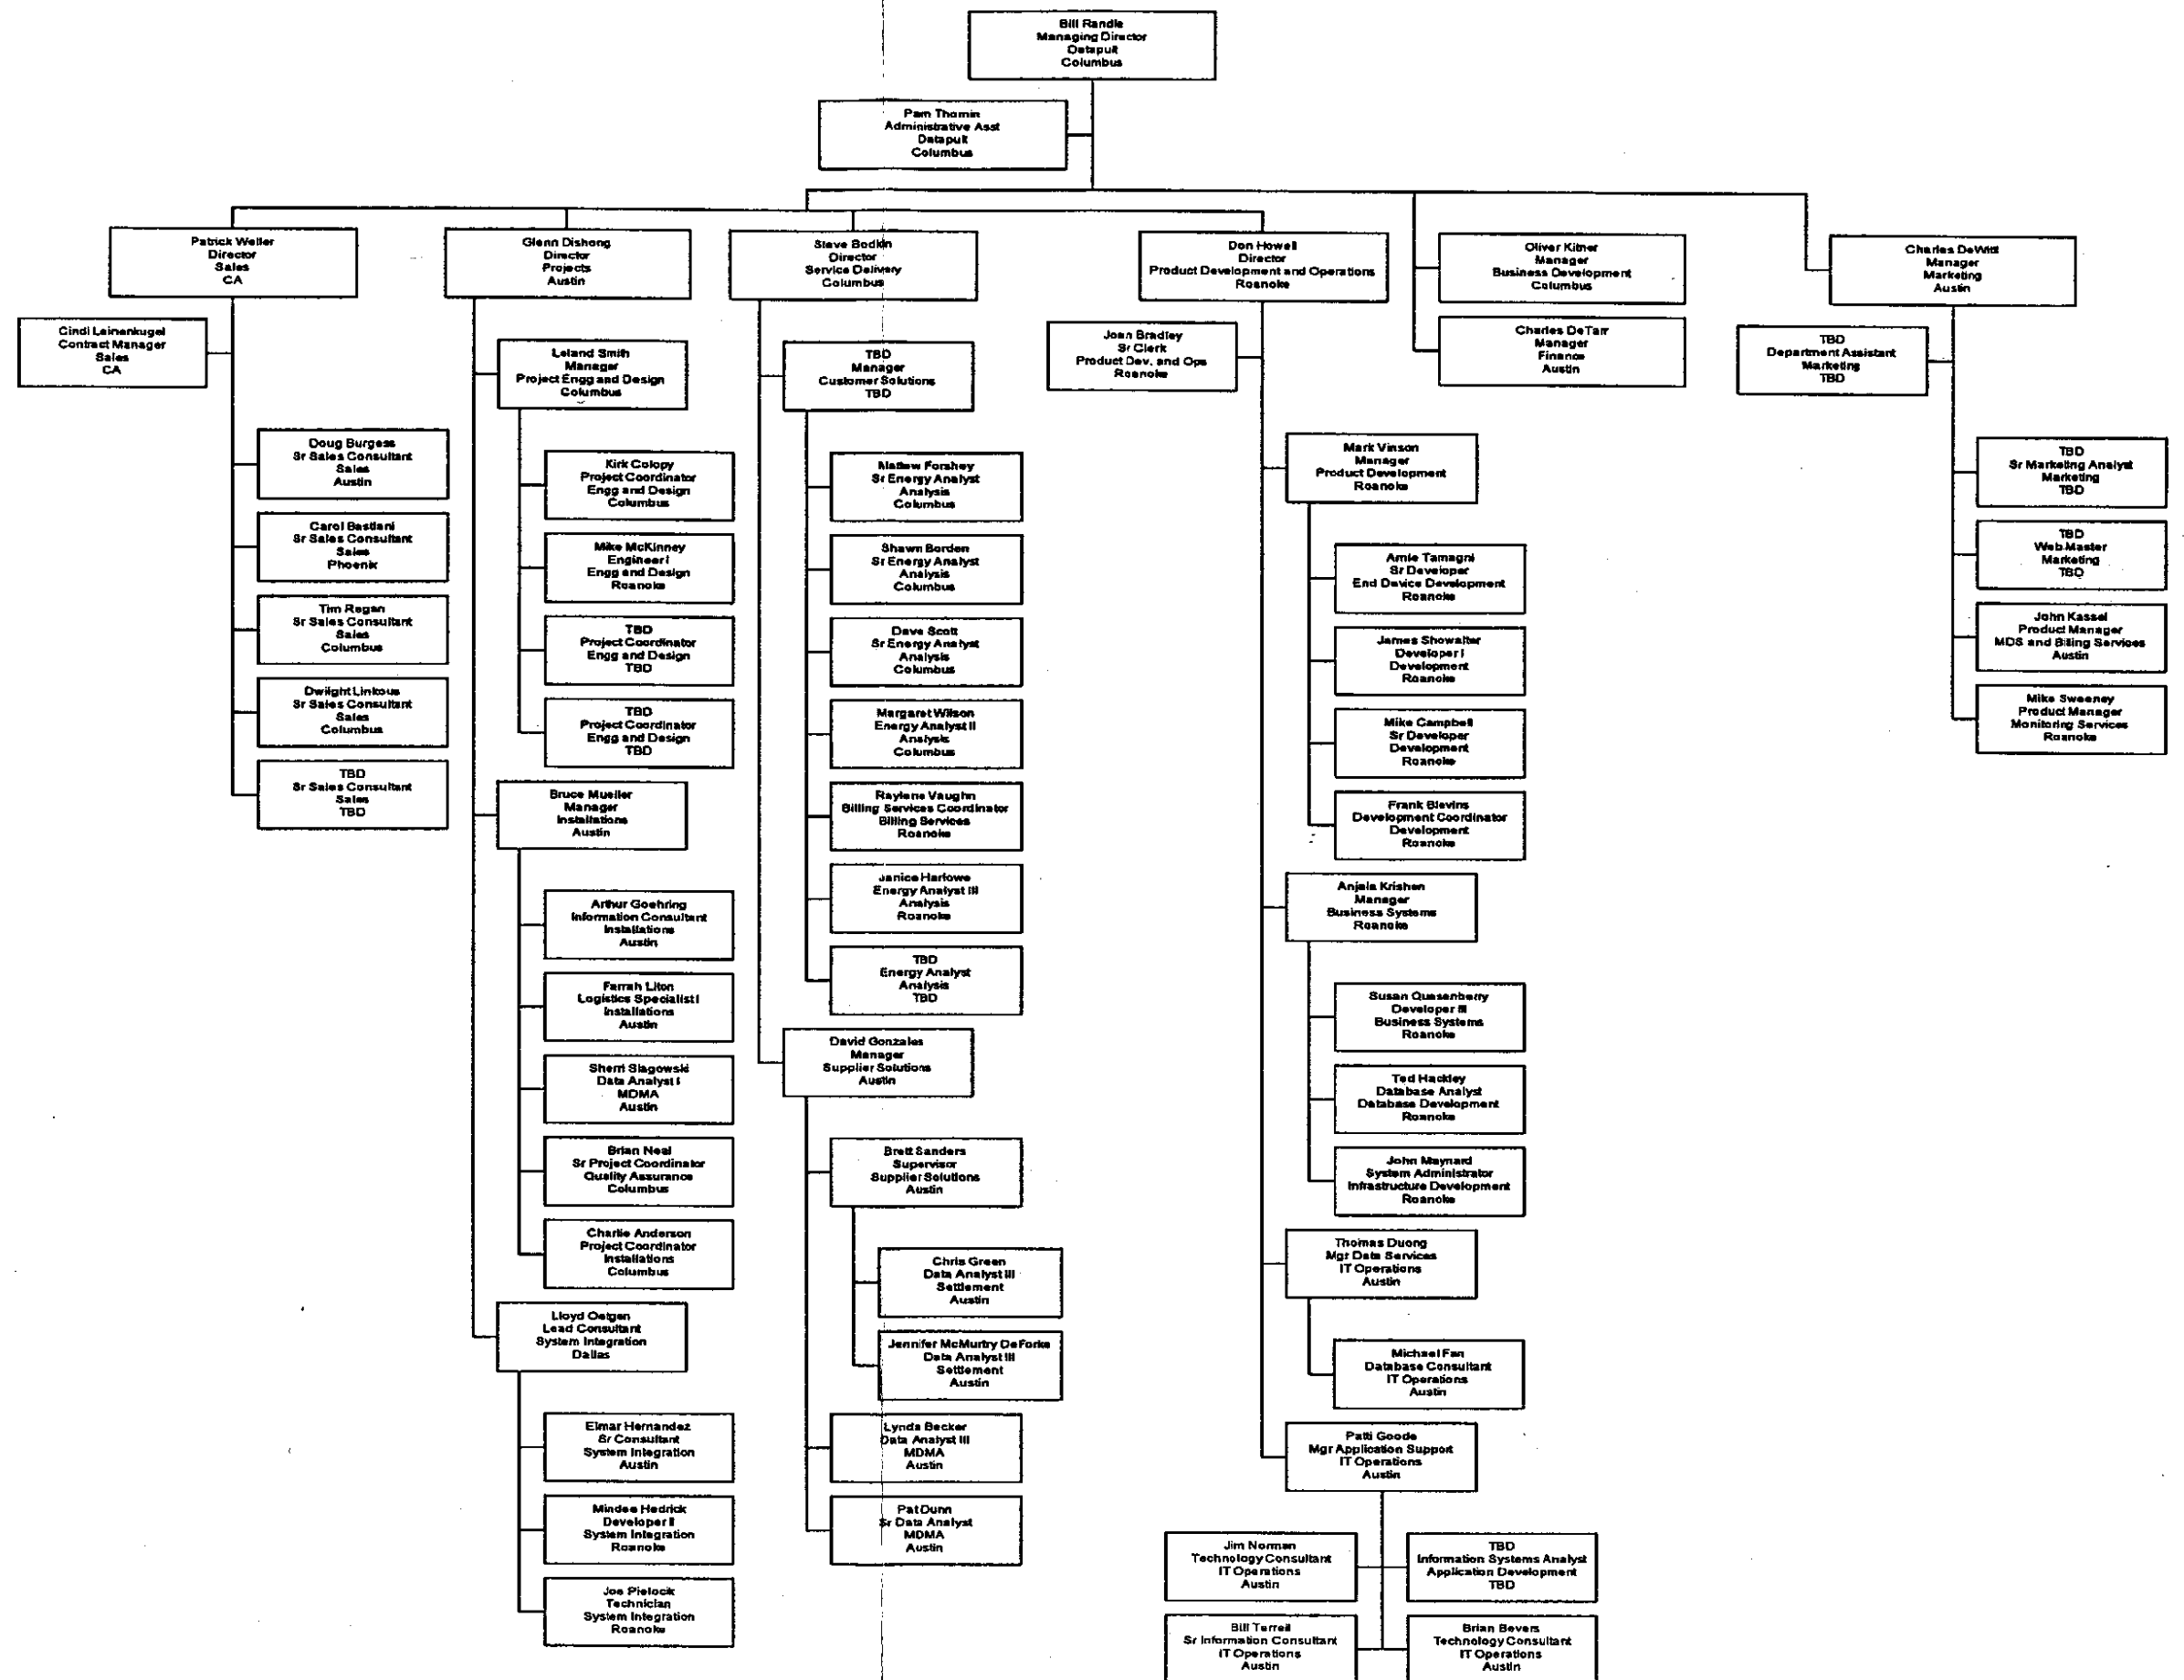 Bill Randle
Managing Director
Datapult
Columbus
Pam Thomin
Administrative Asst
Datapult
Columbus
Patrick Weller
Director
Sales
CA
Cindi Leinenkugel
Contract Manager
Sales
CA
Doug Burgess
Sr Sales Consultant
Sales
Austin
Carol Bastiani
Sr Sales Consultant
Sales
Phoenix
Tim Regan
Sr Sales Consultant
Sales
Columbus
Dwilght Linkous
Sr Sales Consultant
Sales
Columbus
TBD
Sr Sales Consultant
Sales
TBD
Glenn Dishong
Director
Projects
Austin
Leland Smith
Manager
Project Engg and Design
Columbus
Kirk Colopy
Project Coordinator
Engg and Design
Columbus
Mike McKinney
Engineer I
Engg and Design
Roanoke
TBD
Project Coordinator
Engg and Design
TBD
TBD
Project Coordinator
Engg and Design
TBD
Bruce Mueller
Manager
Installations
Austin
Arthur Goehring
Information Consultant
Installations
Austin
Farrah Liton
Logistics Specialist I
Installations
Austin
Sherri Slagowski
Data Analyst I
MDMA
Austin
Brian Neal
Sr Project Coordinator
Quality Assurance
Columbus
Charlie Anderson
Project Coordinator
Installations
Columbus
Lloyd Oetgen
Lead Consultant
System Integration
Dallas
Elmar Hernandez
Sr Consultant
System Integration
Austin
Mindee Hedrick
Developer II
System Integration
Roanoke
Joe Pielocik
Technician
System Integration
Roanoke
Steve Bodkin
Director
Service Delivery
Columbus
TBD
Manager
Customer Solutions
TBD
Mattew Forshey
Sr Energy Analyst
Analysis
Columbus
Shawn Borden
Sr Energy Analyst
Analysis
Columbus
Dave Scott
Sr Energy Analyst
Analysis
Columbus
Margaret Wilson
Energy Analyst II
Analysis
Columbus
Raylene Vaughn
Billing Services Coordinator
Billing Services
Roanoke
Janice Harlowe
Energy Analyst III
Analysis
Roanoke
TBD
Energy Analyst
Analysis
TBD
David Gonzales
Manager
Supplier Solutions
Austin
Brett Sanders
Supervisor
Supplier Solutions
Austin
Chris Green
Data Analyst III
Settlement
Austin
Jennifer McMurtry DeForke
Data Analyst III
Settlement
Austin
Lynda Becker
Data Analyst III
MDMA
Austin
Pat Dunn
Sr Data Analyst
MDMA
Austin
Don Howell
Director
Product Development and Operations
Roanoke
Joan Bradley
Sr Clerk
Product Dev. and Ops
Roanoke
Mark Vinson
Manager
Product Development
Roanoke
Arnie Tamagni
Sr Developer
End Device Development
Roanoke
James Showalter
Developer I
Development
Roanoke
Mike Campbell
Sr Developer
Development
Roanoke
Frank Blevins
Development Coordinator
Development
Roanoke
Anjala Krishen
Manager
Business Systems
Roanoke
Susan Quesenberry
Developer III
Business Systems
Roanoke
Ted Hackley
Database Analyst
Database Development
Roanoke
John Maynard
System Administrator
Infrastructure Development
Roanoke
Thomas Duong
Mgr Data Services
IT Operations
Austin
Michael Fan
Database Consultant
IT Operations
Austin
Patti Goode
Mgr Application Support
IT Operations
Austin
Jim Norman
Technology Consultant
IT Operations
Austin
TBD
Information Systems Analyst
Application Development
TBD
Bill Terrell
Sr Information Consultant
IT Operations
Austin
Brian Bevers
Technology Consultant
IT Operations
Austin
Oliver Kitner
Manager
Business Development
Columbus
Charles DeTarr
Manager
Finance
Austin
Charles DeWitt
Manager
Marketing
Austin
TBD
Department Assistant
Marketing
TBD
TBD
Sr Marketing Analyst
Marketing
TBD
TBD
Web Master
Marketing
TBD
John Kassel
Product Manager
MDS and Billing Services
Austin
Mike Sweeney
Product Manager
Monitoring Services
Roanoke